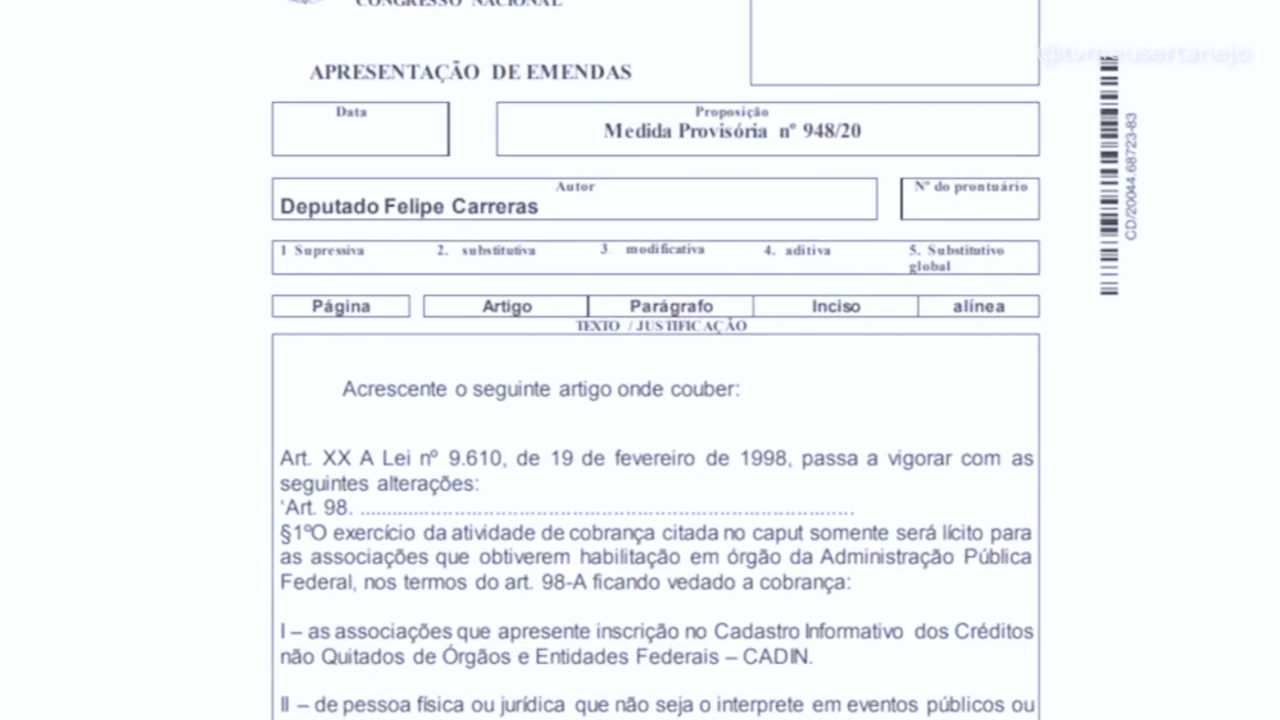 CONGRESSO NACIONAL
@tvmeusertanejo
APRESENTAÇÃO DE EMENDAS
Data
Proposição
Medida Provisória nº 948/20
Autor
Deputado Felipe Carreras
Nº do prontuário
1 Supressiva 2. substitutiva 3. modificativa 4. aditiva 5. Substitutivo
global
Página Artigo Parágrafo Inciso alínea
TEXTO / JUSTIFICAÇÃO
Acrescente o seguinte artigo onde couber:
Art. XX A Lei nº 9.610, de 19 de fevereiro de 1998, passa a vigorar com as
seguintes alterações:
‘Art. 98. ......................................................................................
§1ºO exercício da atividade de cobrança citada no caput somente será lícito para
as associações que obtiverem habilitação em órgão da Administração Pública
Federal, nos termos do art. 98-A ficando vedado a cobrança:
I – as associações que apresente inscrição no Cadastro Informativo dos Créditos
não Quitados de Órgãos e Entidades Federais – CADIN.
II – de pessoa física ou jurídica que não seja o interprete em eventos públicos ou
CD/20044.68723-83